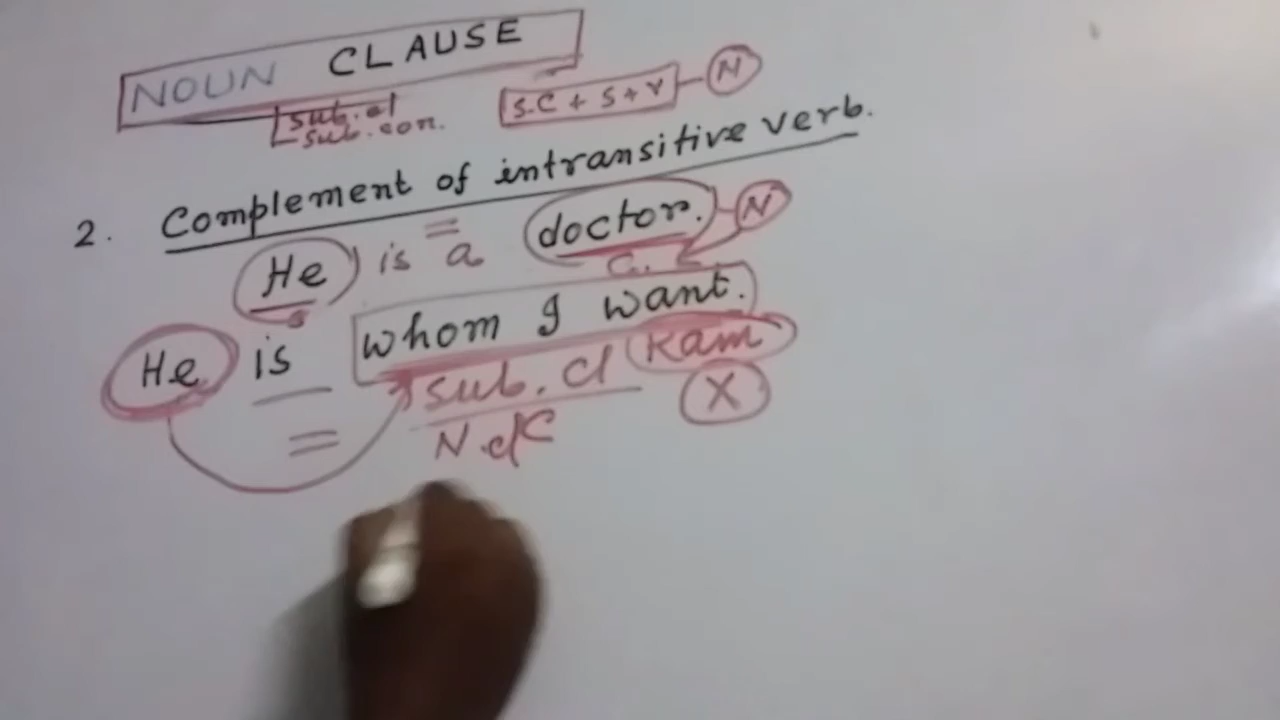 NOUN CLAUSE
sub.cl
sub.con.
S.C + S + V - N
2. Complement of intransitive verb.
=
He is a doctor. - N
s C.
He is whom I want.
sub. cl Ram
= X
N.cl C